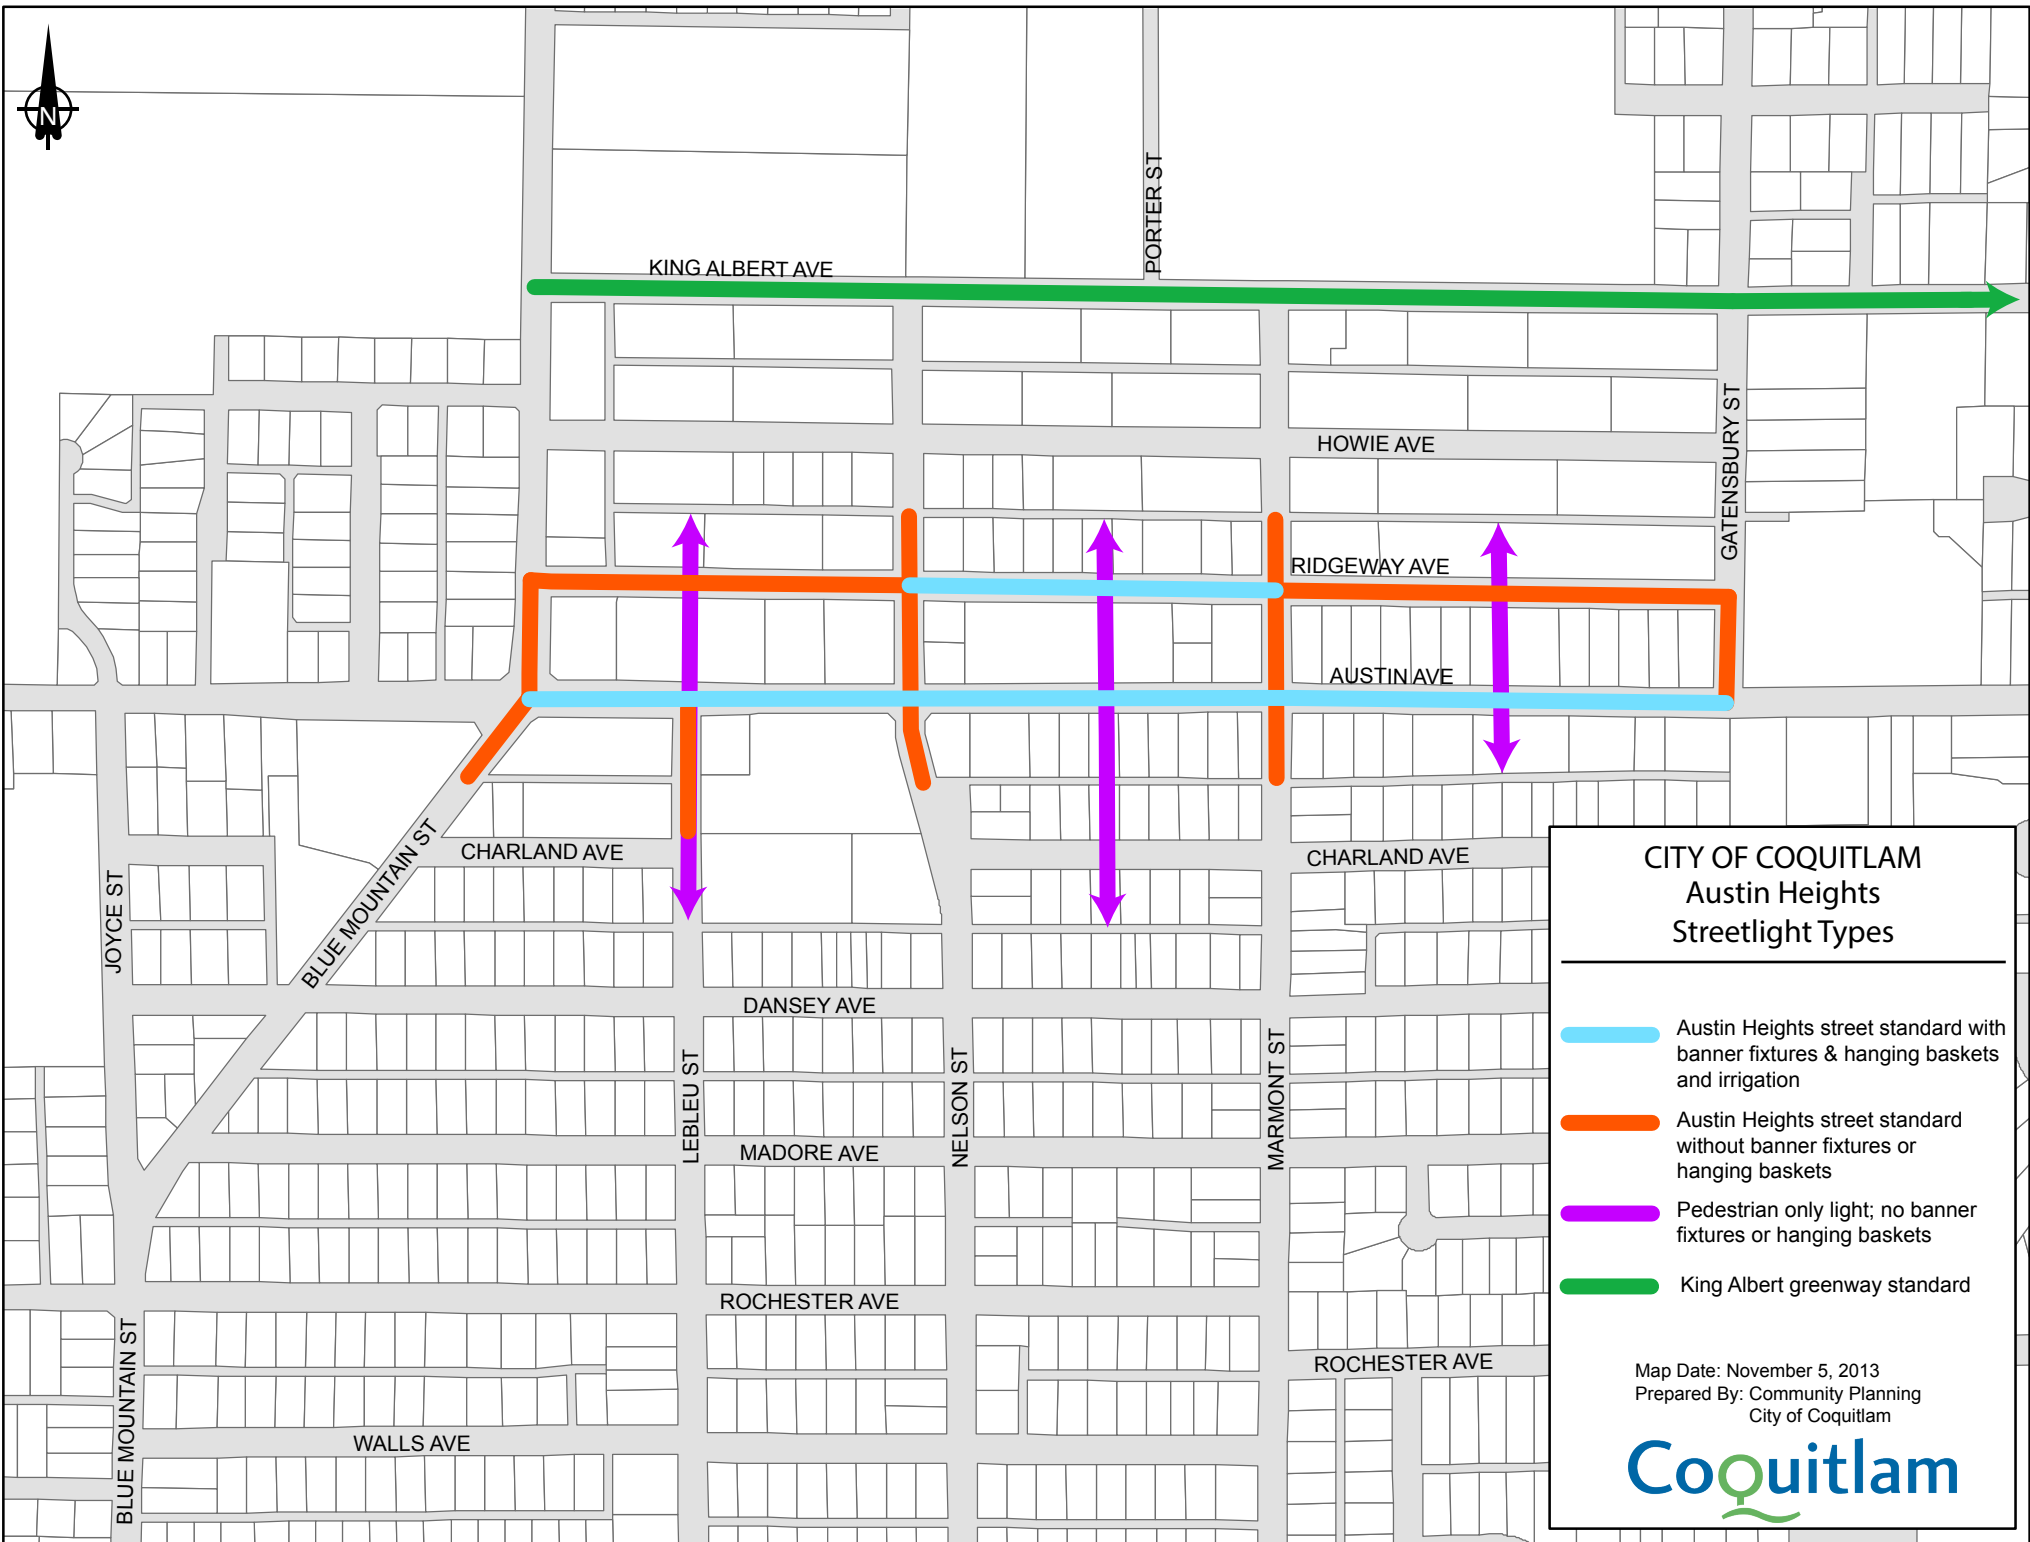 N
PORTER ST
KING ALBERT AVE
GATENSBURY ST
HOWIE AVE
RIDGEWAY AVE
AUSTIN AVE
BLUE MOUNTAIN ST
CHARLAND AVE
CHARLAND AVE
JOYCE ST
DANSEY AVE
LEBLEU ST
NELSON ST
MARMONT ST
MADORE AVE
ROCHESTER AVE
BLUE MOUNTAIN ST
ROCHESTER AVE
WALLS AVE
CITY OF COQUITLAM
Austin Heights
Streetlight Types
Austin Heights street standard with
banner fixtures & hanging baskets
and irrigation
Austin Heights street standard
without banner fixtures or
hanging baskets
Pedestrian only light; no banner
fixtures or hanging baskets
King Albert greenway standard
Map Date: November 5, 2013
Prepared By: Community Planning
City of Coquitlam
Coquitlam